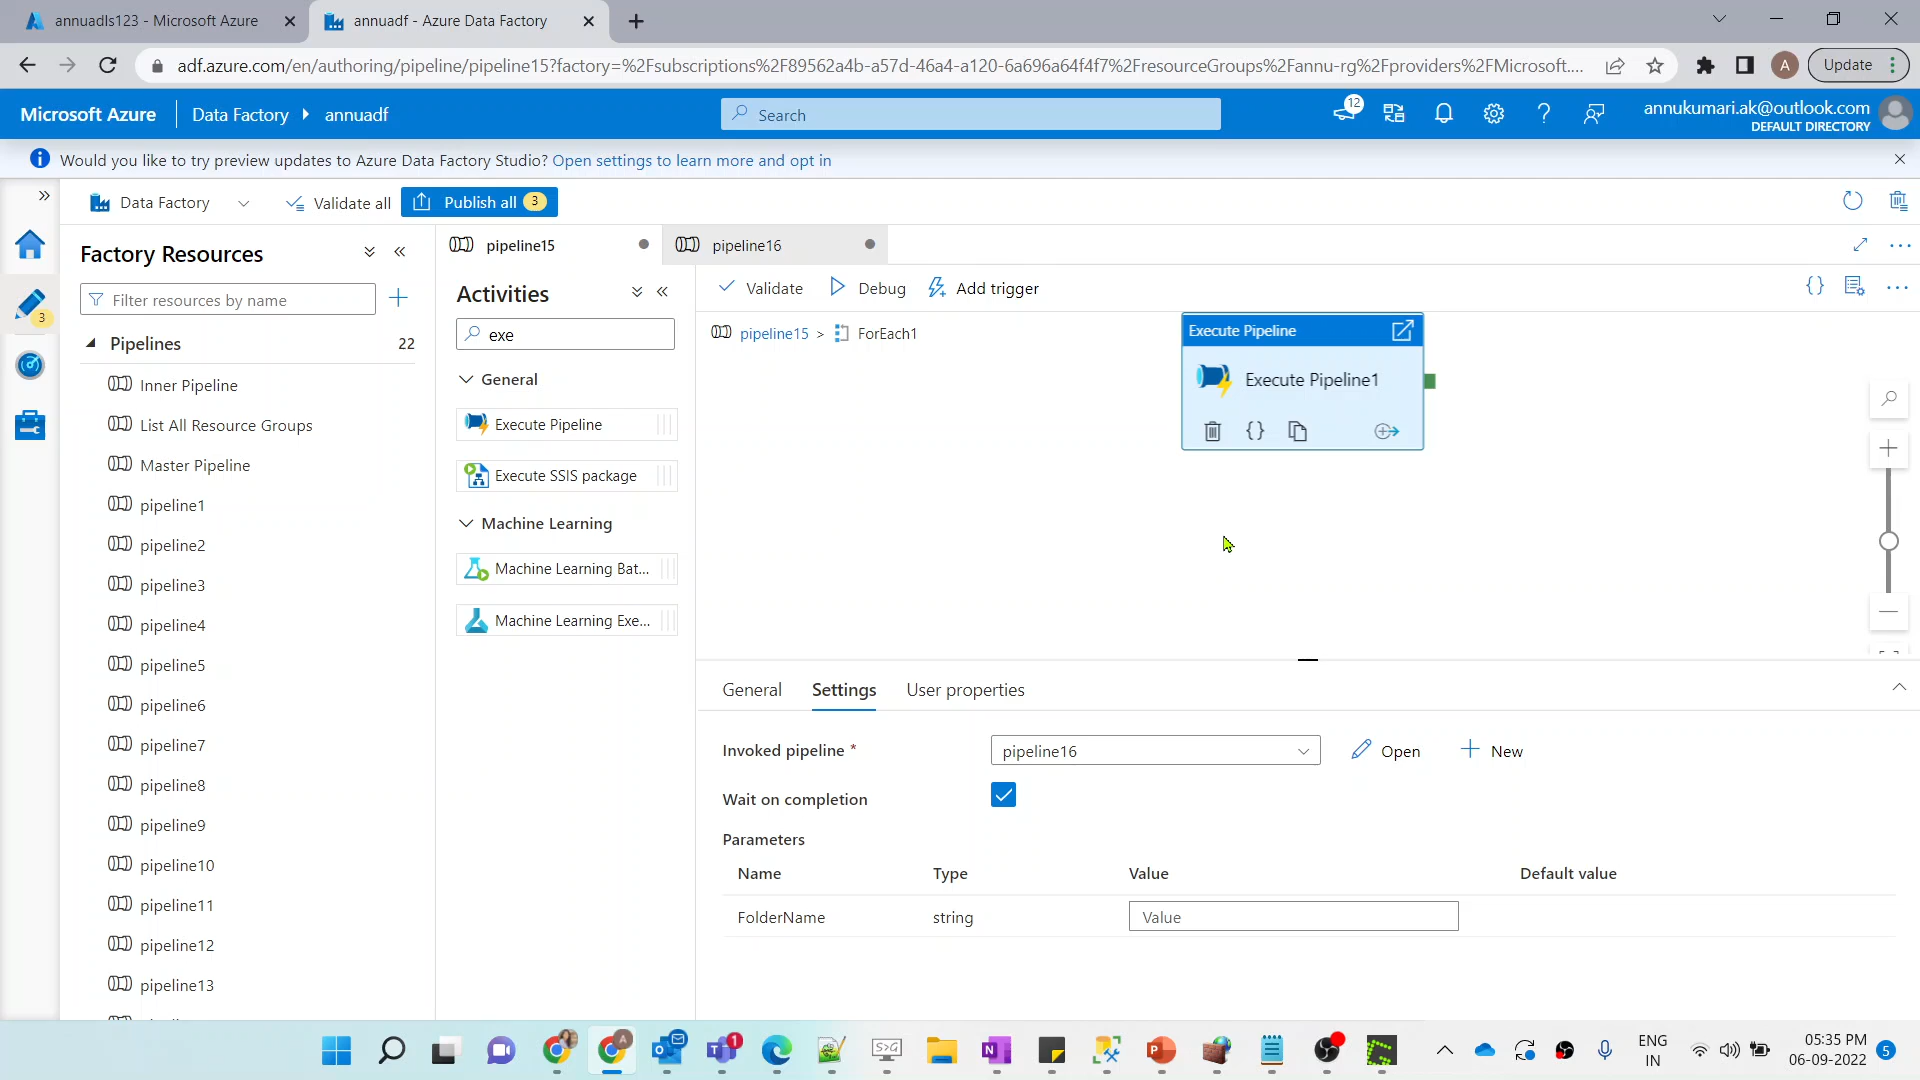 annuadls123 - Microsoft Azure
annuadf - Azure Data Factory
adf.azure.com/en/authoring/pipeline/pipeline15?factory=%2Fsubscriptions%2F89562a4b-a57d-46a4-a120-6a696a64f4f7%2FresourceGroups%2Fannu-rg%2Fproviders%2FMicrosoft....
A
Update
Microsoft Azure
Data Factory
annuadf
Search
12
annukumari.ak@outlook.com
DEFAULT DIRECTORY
Would you like to try preview updates to Azure Data Factory Studio? Open settings to learn more and opt in
Data Factory
Validate all
Publish all 3
3
Factory Resources
Filter resources by name
Pipelines 22
Inner Pipeline
List All Resource Groups
Master Pipeline
pipeline1
pipeline2
pipeline3
pipeline4
pipeline5
pipeline6
pipeline7
pipeline8
pipeline9
pipeline10
pipeline11
pipeline12
pipeline13
pipeline15
pipeline16
Activities
exe
General
Execute Pipeline
Execute SSIS package
Machine Learning
Machine Learning Bat...
Machine Learning Exe...
Validate
Debug
Add trigger
pipeline15 > ForEach1
Execute Pipeline
Execute Pipeline1
General
Settings
User properties
Invoked pipeline *
pipeline16
Open
New
Wait on completion
Parameters
Name Type Value Default value
FolderName string Value
1
ENG
IN
05:35 PM
06-09-2022
5